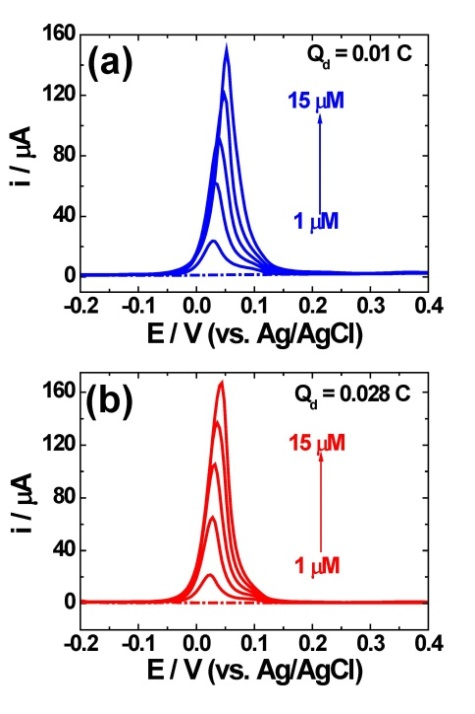 160
(a)
Q_d = 0.01 C
120
15 μM
80
i / μA
40
1 μM
0
-0.2 -0.1 0.0 0.1 0.2 0.3 0.4
E / V (vs. Ag/AgCl)
160
(b)
Q_d = 0.028 C
120
15 μM
80
i / μA
40
1 μM
0
-0.2 -0.1 0.0 0.1 0.2 0.3 0.4
E / V (vs. Ag/AgCl)